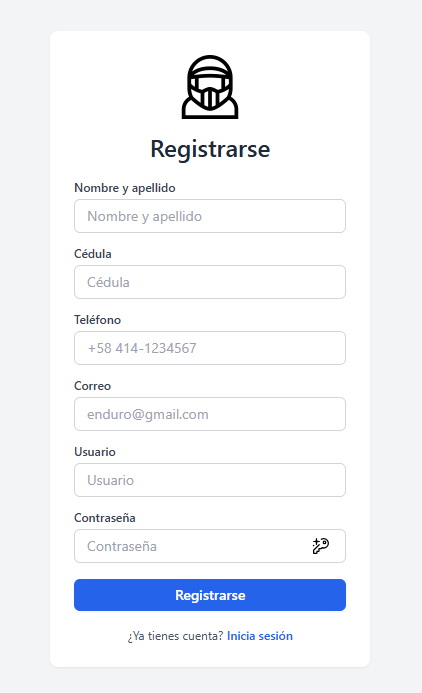 Registrarse
Nombre y apellido
Nombre y apellido
Cédula
Cédula
Teléfono
+58 414-1234567
Correo
enduro@gmail.com
Usuario
Usuario
Contraseña
Contraseña
Registrarse
¿Ya tienes cuenta? Inicia sesión